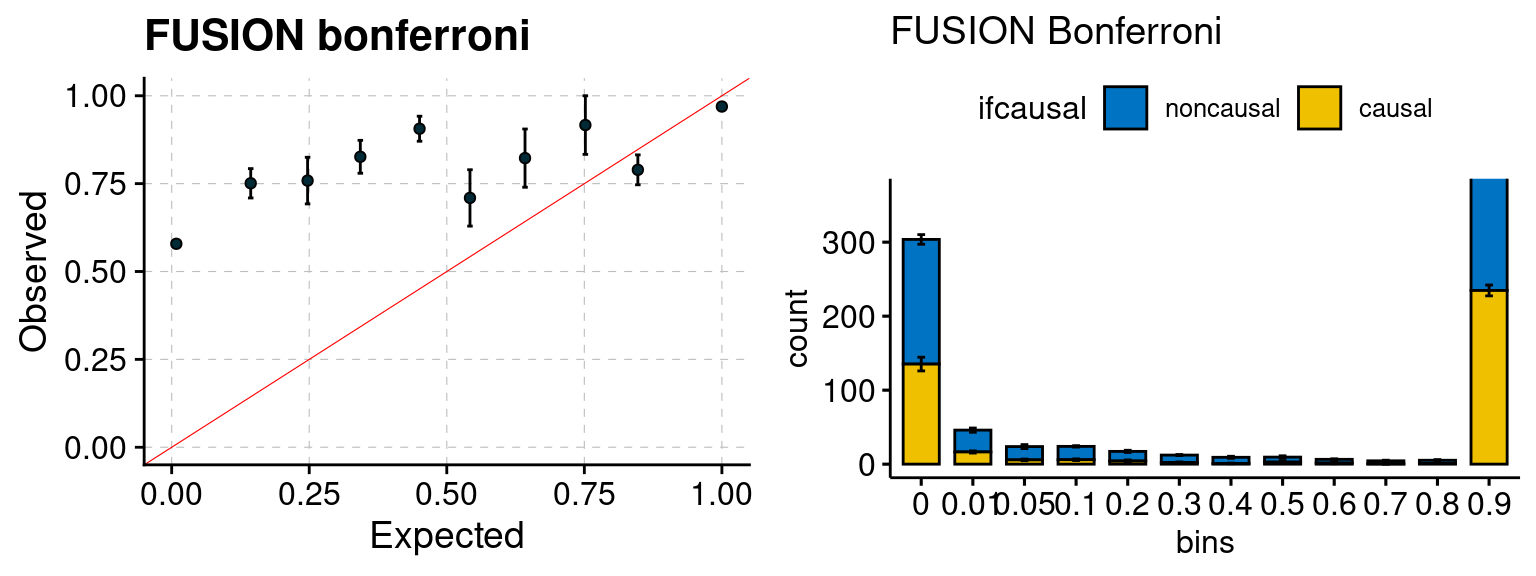 FUSION bonferroni
1.00
0.75
0.50
0.25
0.00
Observed
0.00 0.25 0.50 0.75 1.00
Expected
FUSION Bonferroni
ifcausal noncausal causal
300
200
100
0
count
0 0.01 0.05 0.1 0.2 0.3 0.4 0.5 0.6 0.7 0.8 0.9
bins